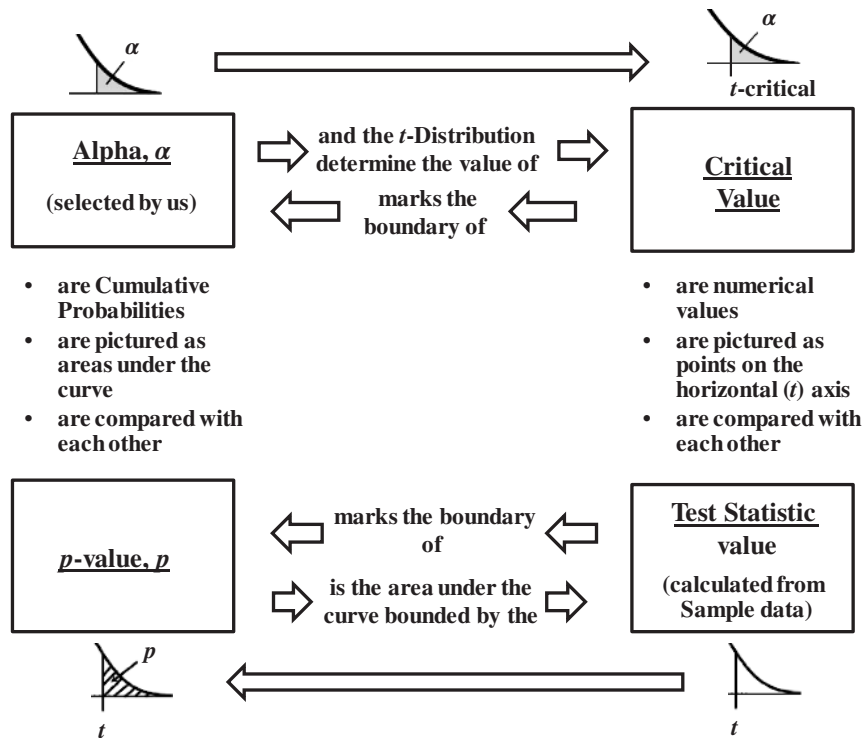 α
α
t-critical
Alpha, α
(selected by us)
and the t-Distribution
determine the value of
marks the
boundary of
Critical
Value
• are Cumulative
Probabilities
• are pictured as
areas under the
curve
• are compared with
each other
• are numerical
values
• are pictured as
points on the
horizontal (t) axis
• are compared with
each other
p-value, p
marks the boundary
of
is the area under the
curve bounded by the
Test Statistic
value
(calculated from
Sample data)
p
t
t